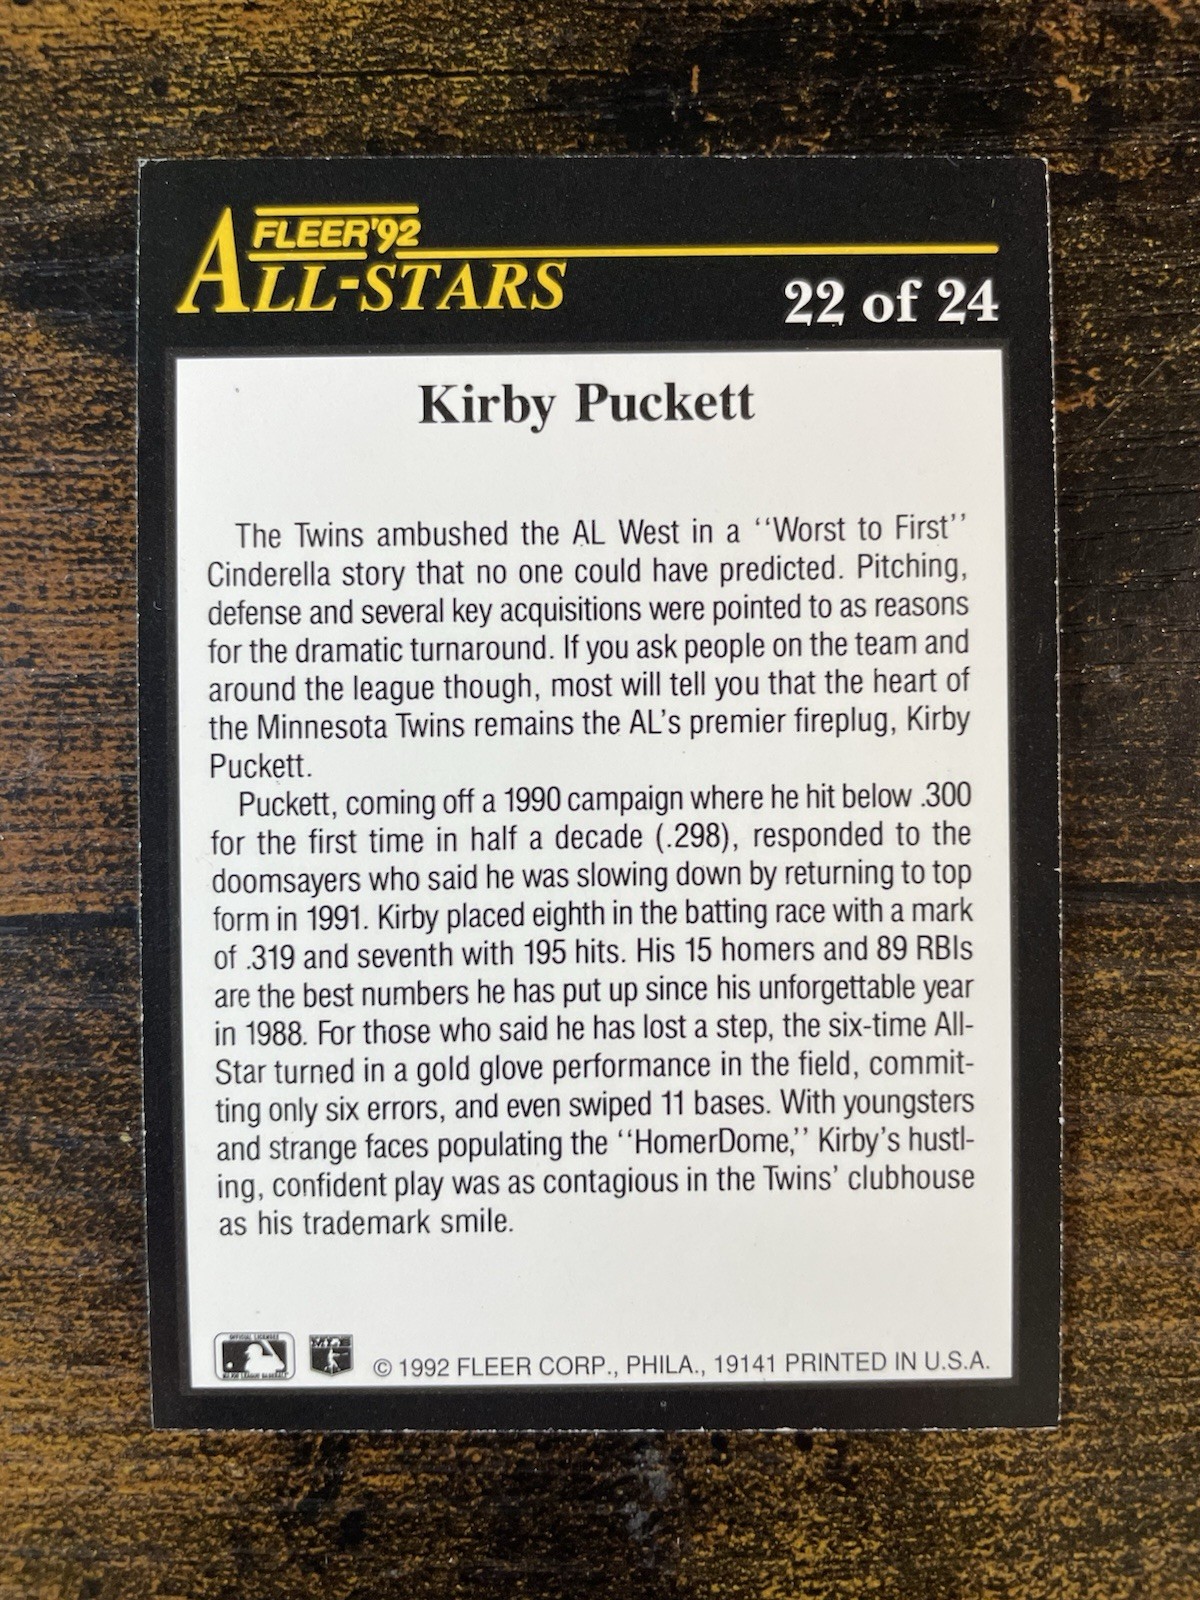 FLEER'92
ALL-STARS
22 of 24
Kirby Puckett
The Twins ambushed the AL West in a ‘‘Worst to First’’
Cinderella story that no one could have predicted. Pitching,
defense and several key acquisitions were pointed to as reasons
for the dramatic turnaround. If you ask people on the team and
around the league though, most will tell you that the heart of
the Minnesota Twins remains the AL's premier fireplug, Kirby
Puckett.
Puckett, coming off a 1990 campaign where he hit below .300
for the first time in half a decade (.298), responded to the
doomsayers who said he was slowing down by returning to top
form in 1991. Kirby placed eighth in the batting race with a mark
of .319 and seventh with 195 hits. His 15 homers and 89 RBIs
are the best numbers he has put up since his unforgettable year
in 1988. For those who said he has lost a step, the six-time All-
Star turned in a gold glove performance in the field, commit-
ting only six errors, and even swiped 11 bases. With youngsters
and strange faces populating the ‘‘HomerDome,’’ Kirby's hustl-
ing, confident play was as contagious in the Twins' clubhouse
as his trademark smile.
© 1992 FLEER CORP., PHILA., 19141 PRINTED IN U.S.A.